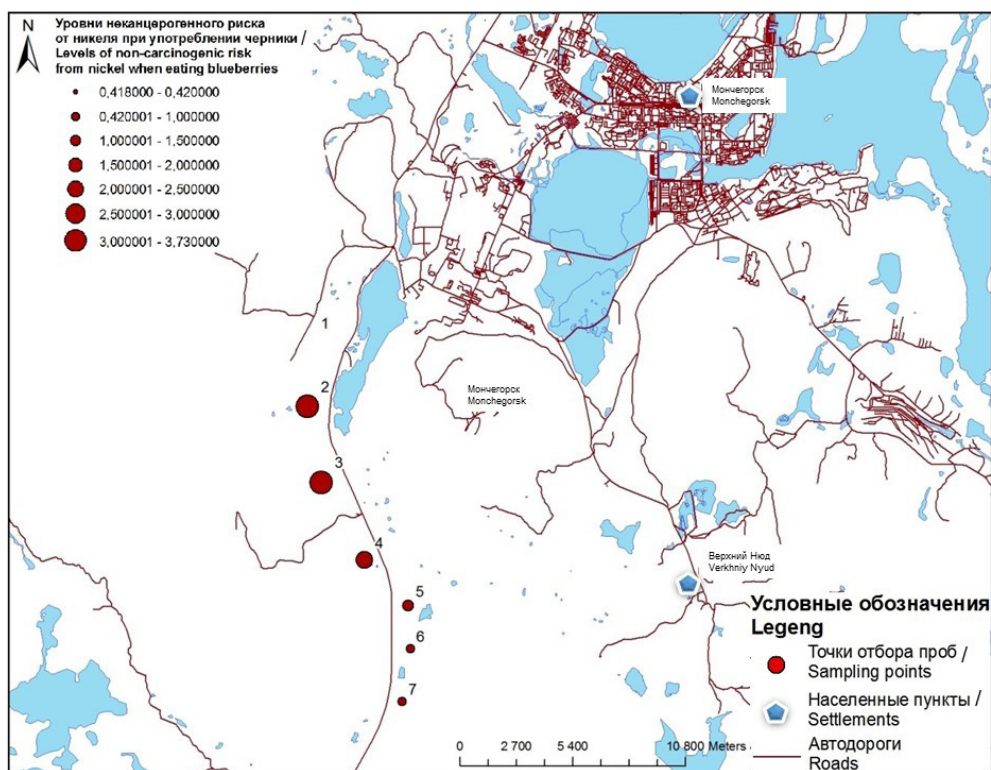 N
Уровни неканцерогенного риска
от никеля при употреблении черники /
Levels of non-carcinogenic risk
from nickel when eating blueberries
0,418000 - 0,420000
0,420001 - 1,000000
1,000001 - 1,500000
1,500001 - 2,000000
2,000001 - 2,500000
2,500001 - 3,000000
3,000001 - 3,730000
Мончегорск
Monchegorsk
1
2
Мончегорск
Monchegorsk
3
4
5
6
7
Верхний Нюд
Verkhniy Nyud
Условные обозначения
Legeng
Точки отбора проб /
Sampling points
Населенные пункты /
Settlements
Автодороги
Roads
0 2 700 5 400 10 800 Meters